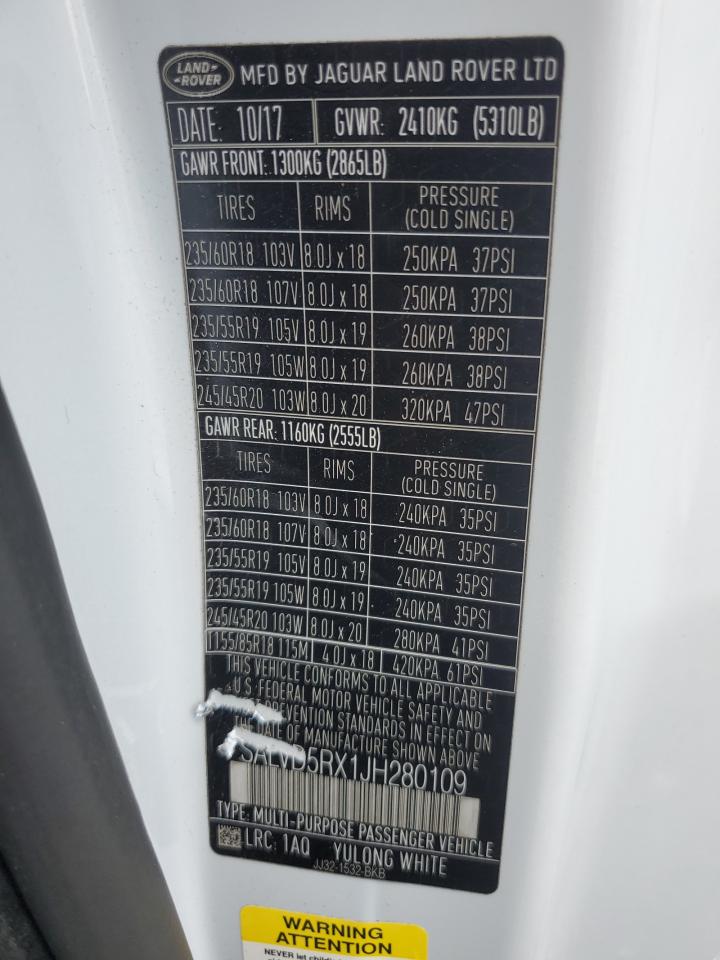 LAND ROVER MFD BY JAGUAR LAND ROVER LTD
DATE: 10/17 GVWR: 2410KG (5310LB)
GAWR FRONT: 1300KG (2865LB)
TIRES RIMS PRESSURE (COLD SINGLE)
235/60R18 103V 8.0J x 18 250KPA 37PSI
235/60R18 107V 8.0J x 18 250KPA 37PSI
235/55R19 105V 8.0J x 19 260KPA 38PSI
235/55R19 105W 8.0J x 19 260KPA 38PSI
245/45R20 103W 8.0J x 20 320KPA 47PSI
GAWR REAR: 1160KG (2555LB)
TIRES RIMS PRESSURE (COLD SINGLE)
235/60R18 103V 8.0J x 18 240KPA 35PSI
235/60R18 107V 8.0J x 18 240KPA 35PSI
235/55R19 105V 8.0J x 19 240KPA 35PSI
235/55R19 105W 8.0J x 19 240KPA 35PSI
245/45R20 103W 8.0J x 20 280KPA 41PSI
T155/85R18 115M 4.0J x 18 420KPA 61PSI
THIS VEHICLE CONFORMS TO ALL APPLICABLE
U.S. FEDERAL MOTOR VEHICLE SAFETY AND
PREVENTION STANDARDS IN EFFECT ON
THE DATE OF MANUFACTURE SHOWN ABOVE.
SALVD5RX1JH280109
TYPE: MULTI-PURPOSE PASSENGER VEHICLE
LRC: 1AQ YULONG WHITE
JJ32-1532-BKB
WARNING
ATTENTION
NEVER let